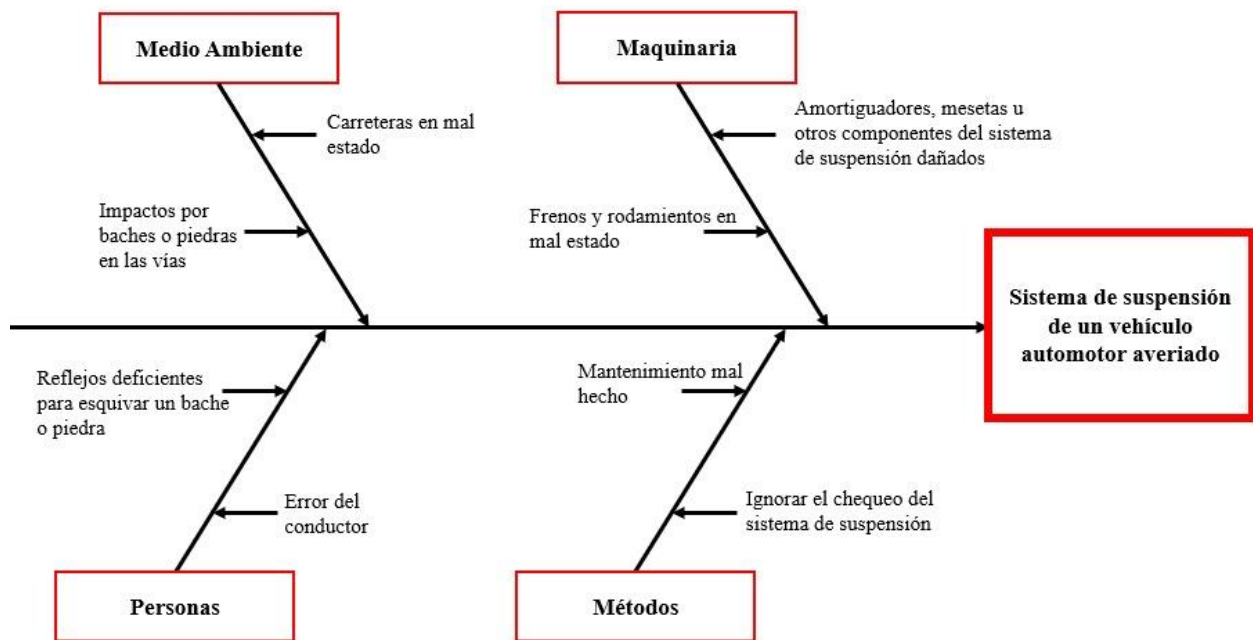 Medio Ambiente
Maquinaria
Carreteras en mal
estado
Amortiguadores, mesetas u
otros componentes del sistema
de suspensión dañados
Impactos por
baches o piedras
en las vías
Frenos y rodamientos en
mal estado
Sistema de suspensión
de un vehículo
automotor averiado
Reflejos deficientes
para esquivar un bache
o piedra
Mantenimiento mal
hecho
Error del
conductor
Ignorar el chequeo del
sistema de suspensión
Personas
Métodos